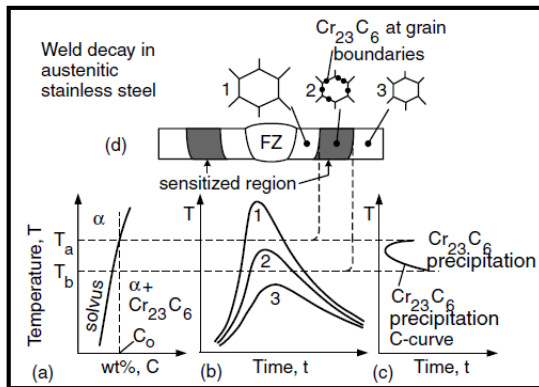 Weld decay in
austenitic
stainless steel
Cr23C6 at grain
boundaries
1
2
3
(d)
FZ
sensitized region
Temperature, T
T
T
α
Ta
Tb
solvus
α+
Cr23C6
Co
1
2
3
Cr23C6
precipitation
Cr23C6
precipitation
C-curve
(a)
wt%, C
(b)
Time, t
(c)
Time, t